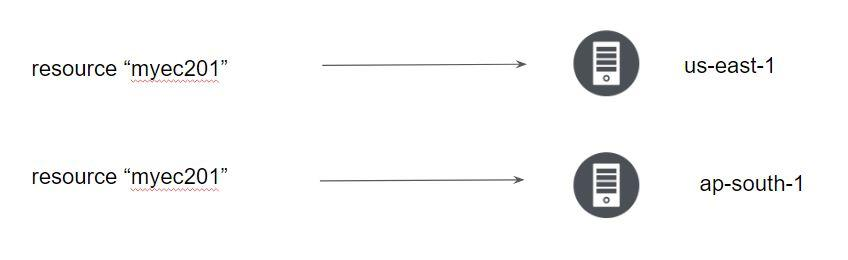 resource “myec201” us-east-1
resource “myec201” ap-south-1